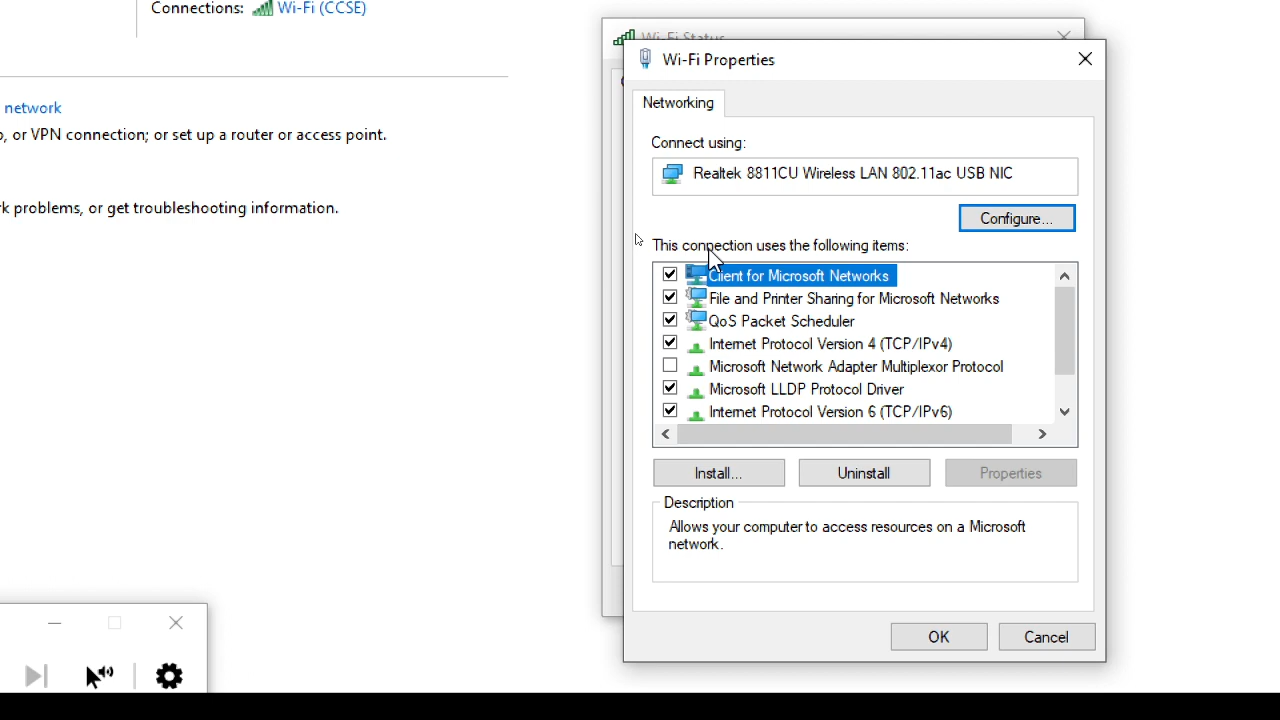 Connections: Wi-Fi (CCSE)
network
, or VPN connection; or set up a router or access point.
problems, or get troubleshooting information.
Wi-Fi Status
Wi-Fi Properties
Networking
Connect using:
Realtek 8811CU Wireless LAN 802.11ac USB NIC
Configure...
This connection uses the following items:
Client for Microsoft Networks
File and Printer Sharing for Microsoft Networks
QoS Packet Scheduler
Internet Protocol Version 4 (TCP/IPv4)
Microsoft Network Adapter Multiplexor Protocol
Microsoft LLDP Protocol Driver
Internet Protocol Version 6 (TCP/IPv6)
Install...
Uninstall
Properties
Description
Allows your computer to access resources on a Microsoft
network.
OK
Cancel